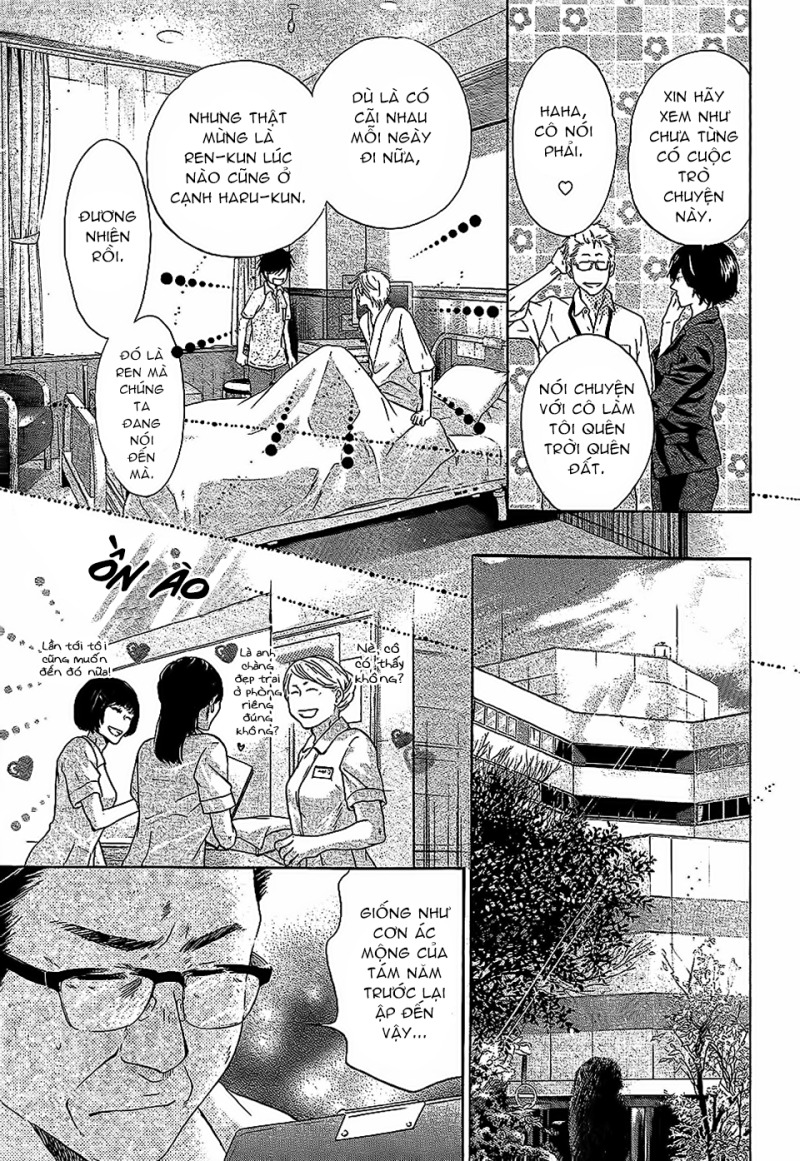 XIN HÃY
XEM NHƯ
CHƯA TỪNG
CÓ CUỘC
TRÒ
CHUYỆN
NÀY.
HAHA,
CÔ NÓI
PHẢI.
♡
NÓI CHUYỆN
VỚI CÔ LÀM
TÔI QUÊN
TRỜI QUÊN
ĐẤT.
DÙ LÀ CÓ
CÃI NHAU
MỖI NGÀY
ĐI NỮA,
NHƯNG THẬT
MỪNG LÀ
REN-KUN LÚC
NÀO CŨNG Ở
CẠNH HARU-KUN.
ĐƯƠNG
NHIÊN
RỒI.
ĐÓ LÀ
REN MÀ
CHÚNG
TA
ĐANG
NÓI
ĐẾN
MÀ.
ỒN ÀO
Nè, cô
có thấy
không?
Là anh
chàng
đẹp trai
ở phòng
riêng
đúng
không?
♥
Lần tới tôi
cũng muốn
đến đó nữa!
GIỐNG NHƯ
CƠN ÁC
MỘNG CỦA
TÁM NĂM
TRƯỚC LẠI
ẬP ĐẾN
VẬY...